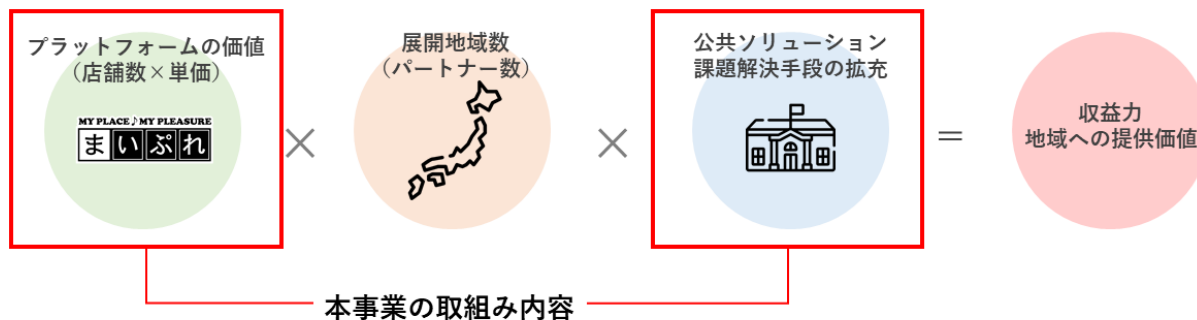 プラットフォームの価値
（店舗数×単価）
MY PLACE♪MY PLEASURE
まいぷれ
×
展開地域数
（パートナー数）
×
公共ソリューション
課題解決手段の拡充
＝
収益力
地域への提供価値
本事業の取組み内容